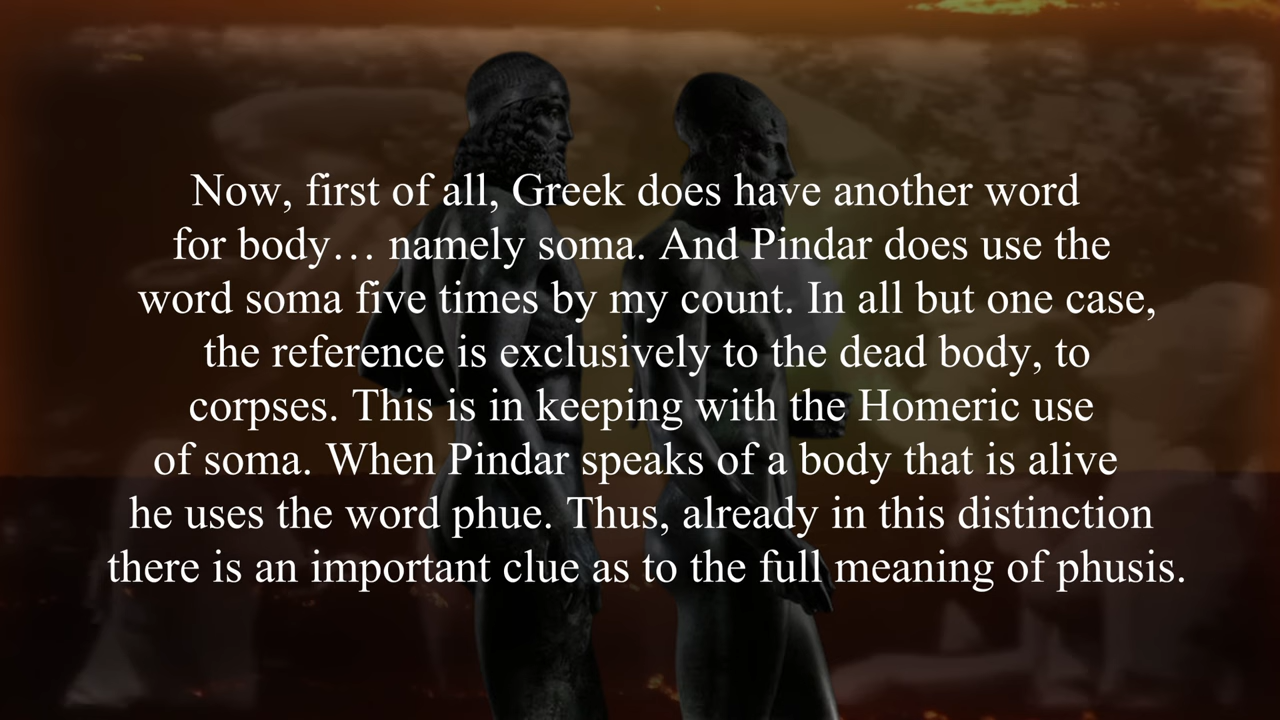 Now, first of all, Greek does have another word
for body… namely soma. And Pindar does use the
word soma five times by my count. In all but one case,
the reference is exclusively to the dead body, to
corpses. This is in keeping with the Homeric use
of soma. When Pindar speaks of a body that is alive
he uses the word phue. Thus, already in this distinction
there is an important clue as to the full meaning of phusis.